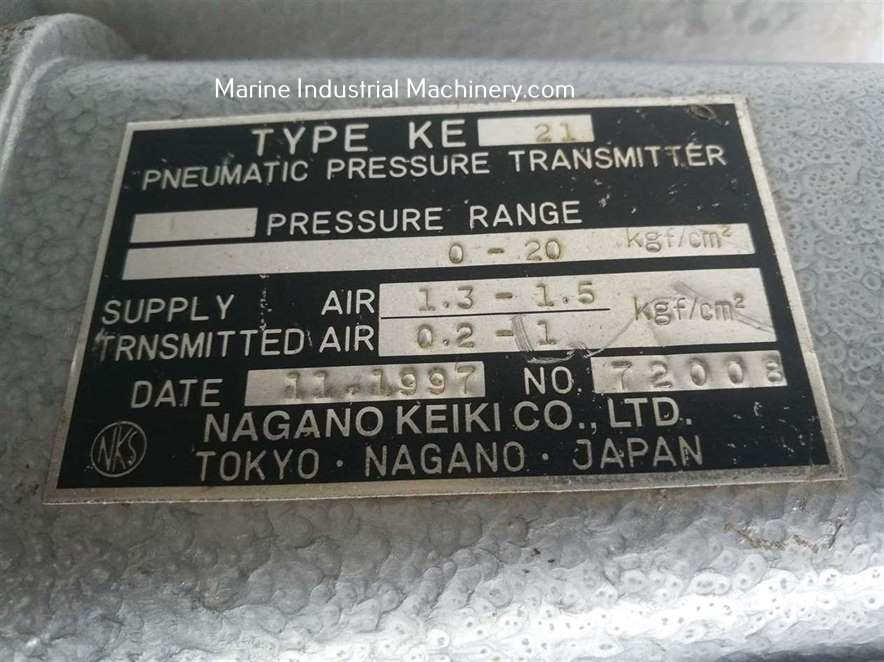 Marine Industrial Machinery.com
TYPE KE 21
PNEUMATIC PRESSURE TRANSMITTER
PRESSURE RANGE
0 - 20 kgf/cm²
SUPPLY AIR 1.3 - 1.5 kgf/cm²
TRNSMITTED AIR 0.2 - 1
DATE 11.1997 NO. 72008
NKS NAGANO KEIKI CO., LTD.
TOKYO · NAGANO · JAPAN